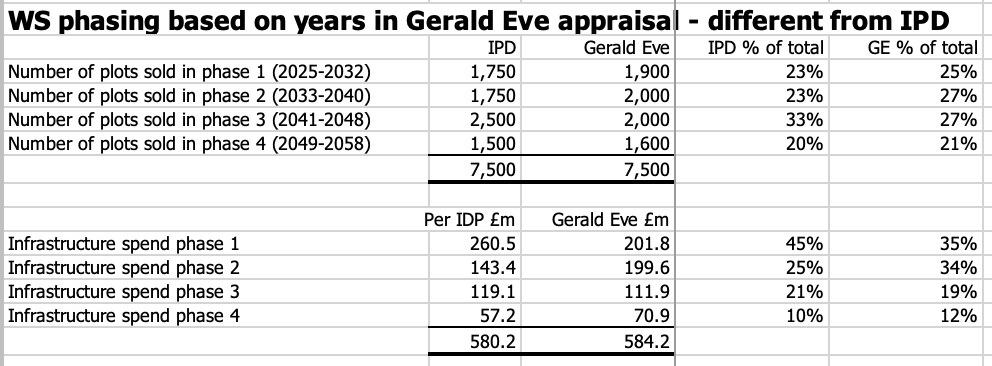 WS phasing based on years in Gerald Eve appraisal - different from IPD
IPD Gerald Eve IPD % of total GE % of total
Number of plots sold in phase 1 (2025-2032) 1,750 1,900 23% 25%
Number of plots sold in phase 2 (2033-2040) 1,750 2,000 23% 27%
Number of plots sold in phase 3 (2041-2048) 2,500 2,000 33% 27%
Number of plots sold in phase 4 (2049-2058) 1,500 1,600 20% 21%
7,500 7,500
Per IDP £m Gerald Eve £m
Infrastructure spend phase 1 260.5 201.8 45% 35%
Infrastructure spend phase 2 143.4 199.6 25% 34%
Infrastructure spend phase 3 119.1 111.9 21% 19%
Infrastructure spend phase 4 57.2 70.9 10% 12%
580.2 584.2